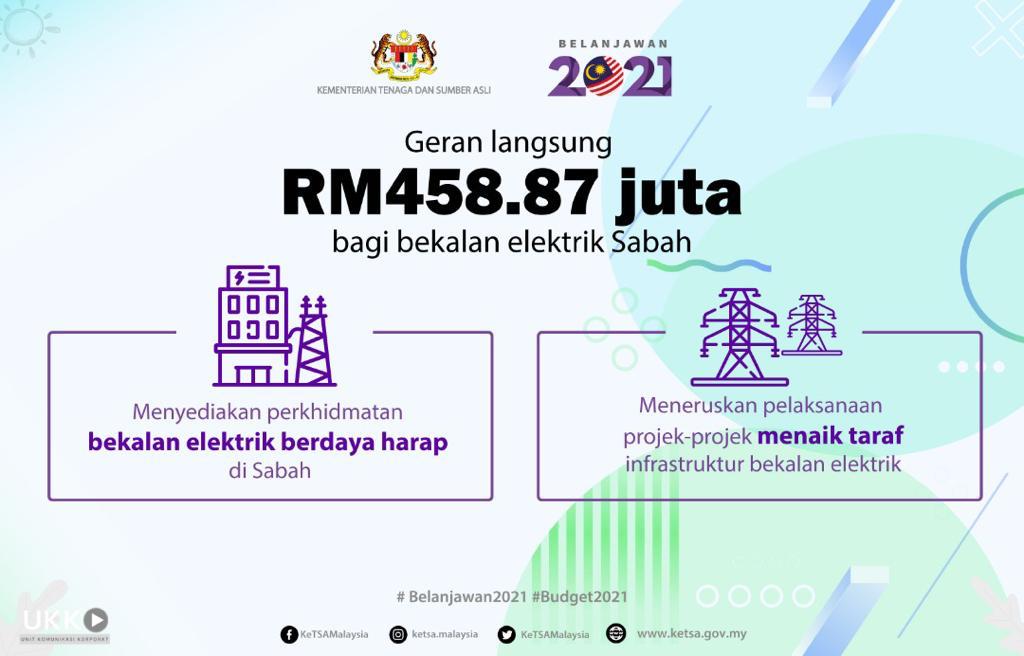 KEMENTERIAN TENAGA DAN SUMBER ASLI
BELANJAWAN
2021
Geran langsung
RM458.87 juta
bagi bekalan elektrik Sabah
Menyediakan perkhidmatan
bekalan elektrik berdaya harap
di Sabah
Meneruskan pelaksanaan
projek-projek menaik taraf
infrastruktur bekalan elektrik
# Belanjawan2021 #Budget2021
UKK
UNIT KOMUNIKASI KORPORAT
KeTSAMalaysia
ketsa.malaysia
KeTSAMalaysia
www.ketsa.gov.my